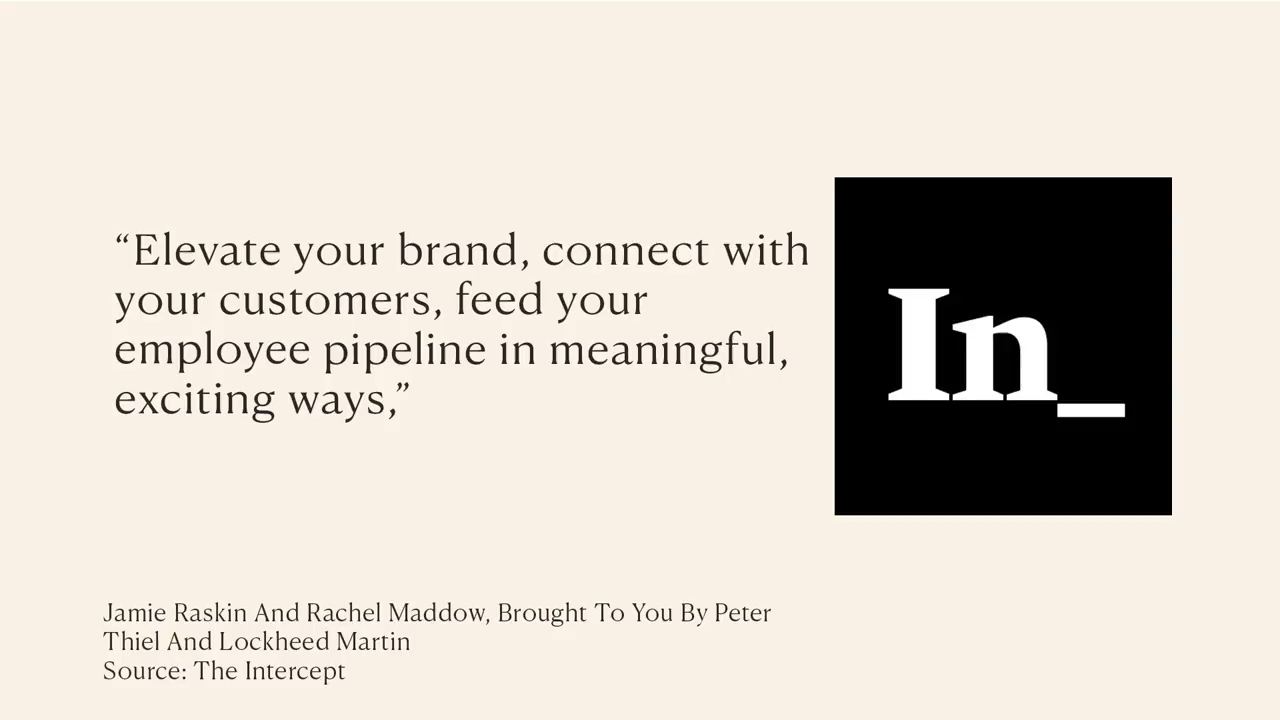 “Elevate your brand, connect with
your customers, feed your
employee pipeline in meaningful,
exciting ways,”
In_
Jamie Raskin And Rachel Maddow, Brought To You By Peter
Thiel And Lockheed Martin
Source: The Intercept